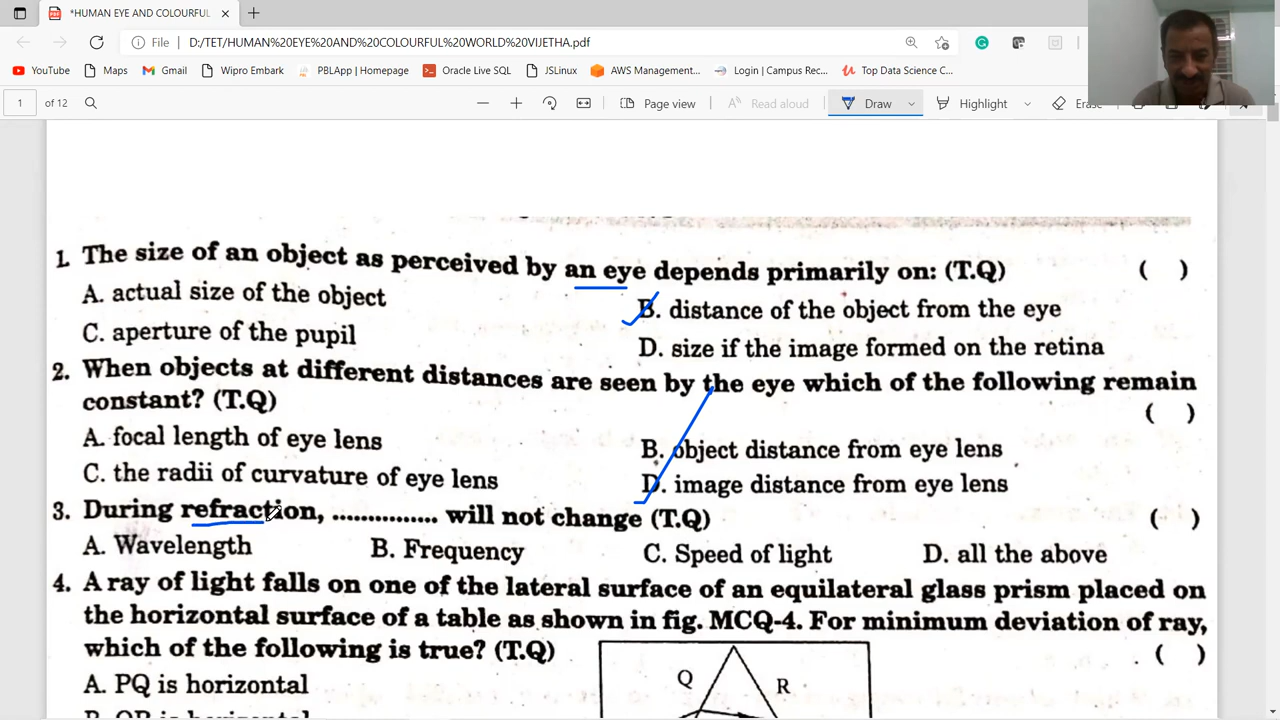 *HUMAN EYE AND COLOURFUL
File D:/TET/HUMAN%20EYE%20AND%20COLOURFUL%20WORLD%20VIJETHA.pdf
YouTube Maps Gmail Wipro Embark PBLApp | Homepage Oracle Live SQL JSLinux AWS Management... Login | Campus Rec... Top Data Science C...
1 of 12 Page view Read aloud Draw Highlight Erase
1. The size of an object as perceived by an eye depends primarily on: (T.Q) ( )
A. actual size of the object B. distance of the object from the eye
C. aperture of the pupil D. size if the image formed on the retina
2. When objects at different distances are seen by the eye which of the following remain
constant? (T.Q) ( )
A. focal length of eye lens B. object distance from eye lens
C. the radii of curvature of eye lens D. image distance from eye lens
3. During refraction, ............... will not change (T.Q) ( )
A. Wavelength B. Frequency C. Speed of light D. all the above
4. A ray of light falls on one of the lateral surface of an equilateral glass prism placed on
the horizontal surface of a table as shown in fig. MCQ-4. For minimum deviation of ray,
which of the following is true? (T.Q) ( )
A. PQ is horizontal
Q R